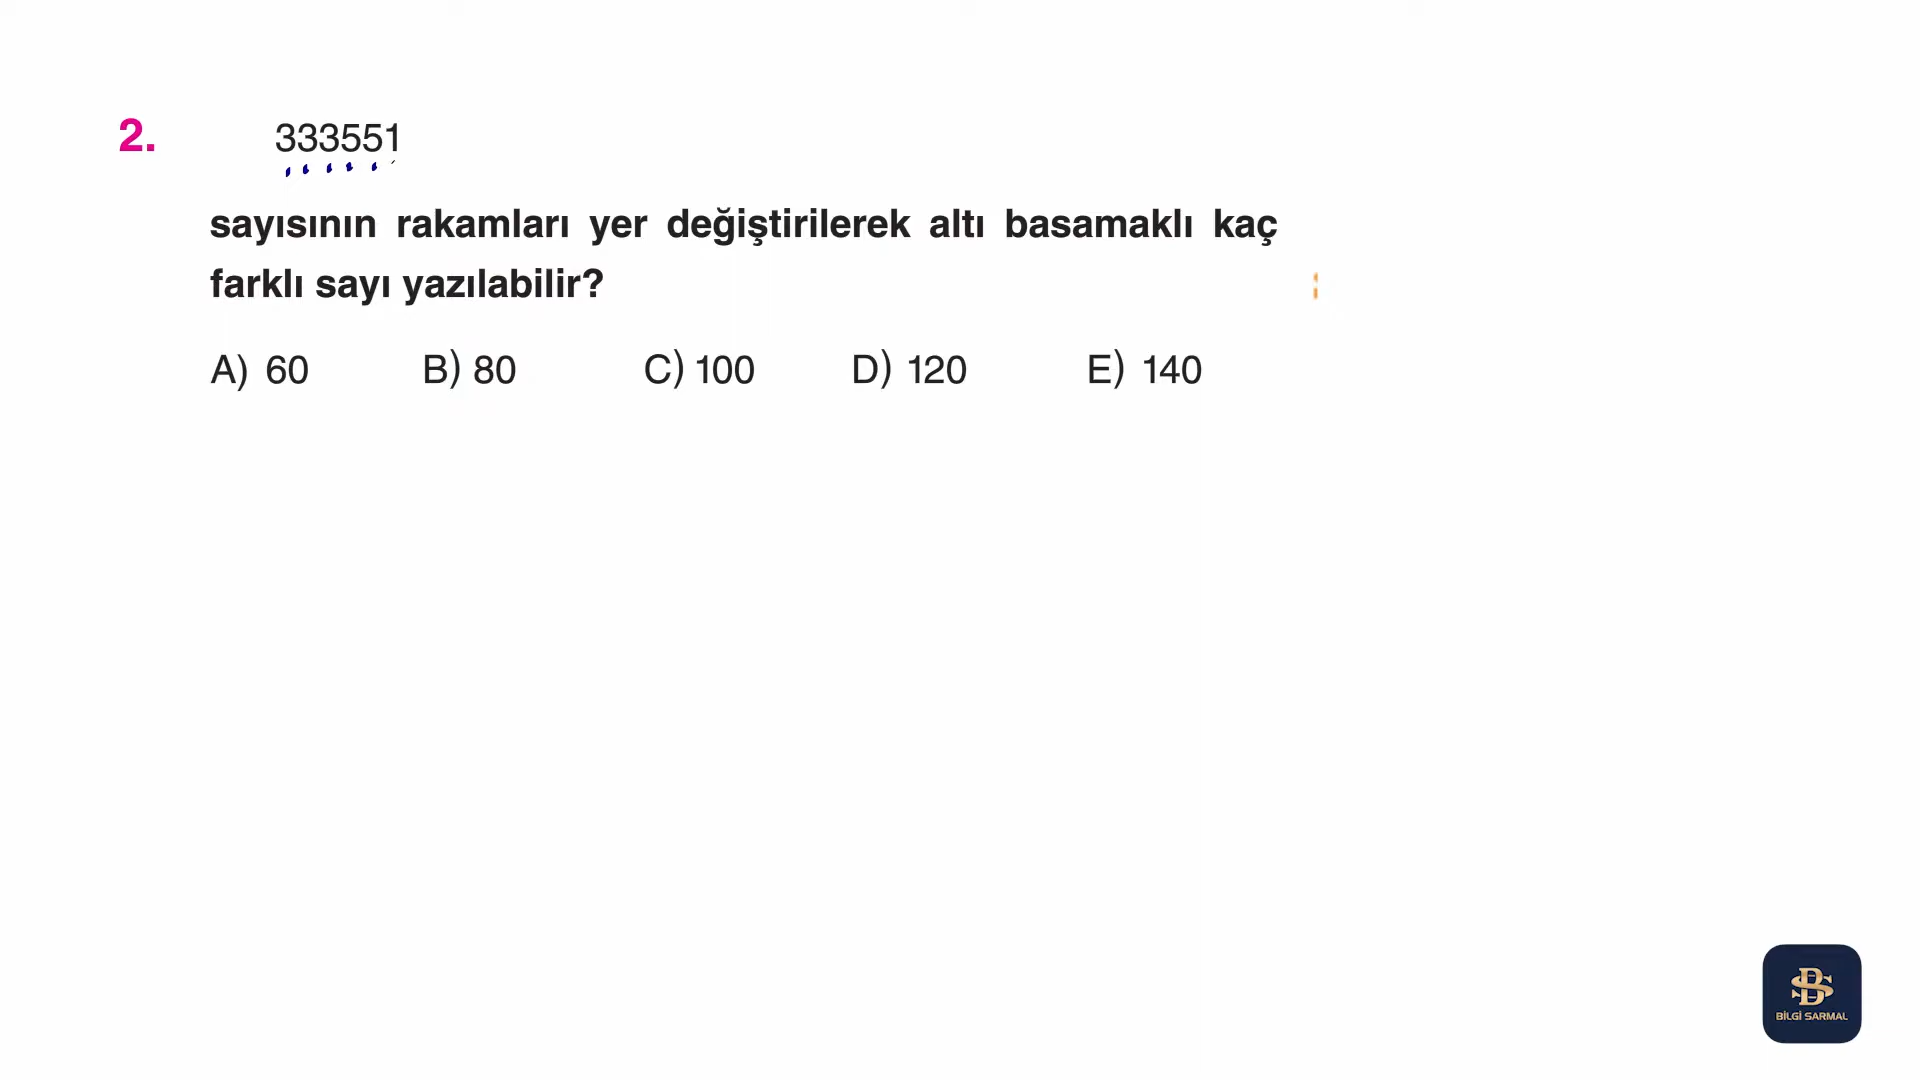 2. 333551
sayısının rakamları yer değiştirilerek altı basamaklı kaç
farklı sayı yazılabilir?
A) 60 B) 80 C) 100 D) 120 E) 140
BİLGİ SARMAL